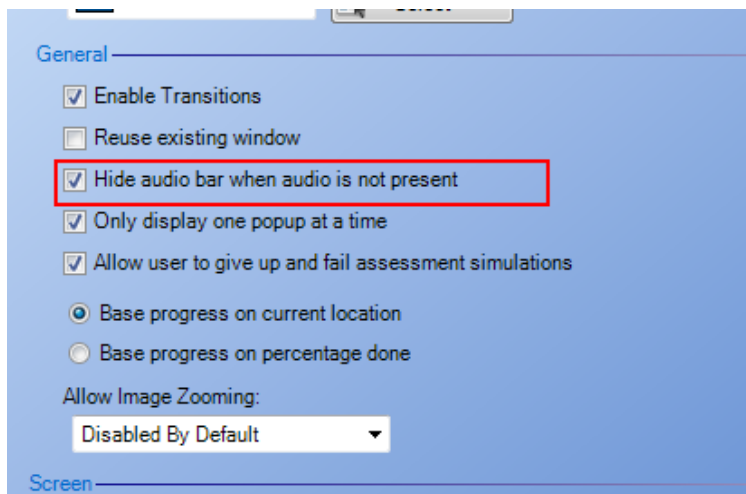 General
Enable Transitions
Reuse existing window
Hide audio bar when audio is not present
Only display one popup at a time
Allow user to give up and fail assessment simulations
Base progress on current location
Base progress on percentage done
Allow Image Zooming:
Disabled By Default
Screen